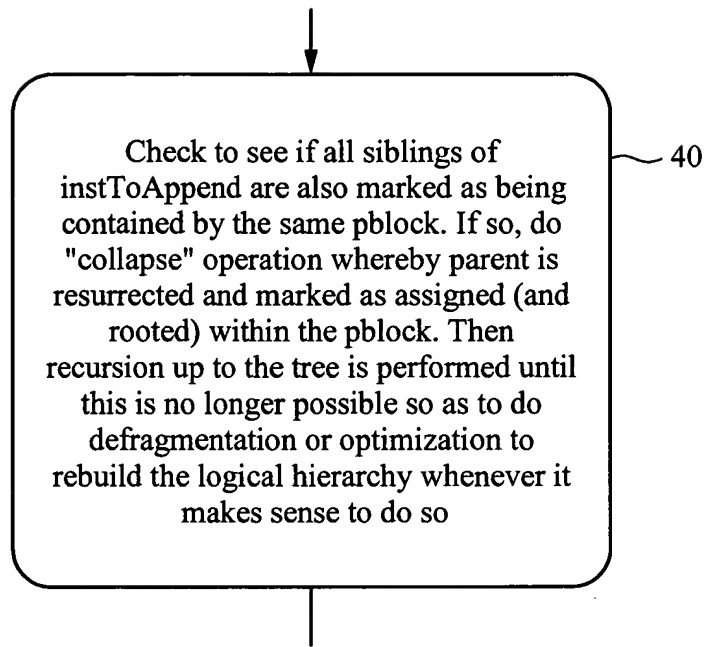 Check to see if all siblings of
instToAppend are also marked as being
contained by the same pblock. If so, do
"collapse" operation whereby parent is
resurrected and marked as assigned (and
rooted) within the pblock. Then
recursion up to the tree is performed until
this is no longer possible so as to do
defragmentation or optimization to
rebuild the logical hierarchy whenever it
makes sense to do so
40